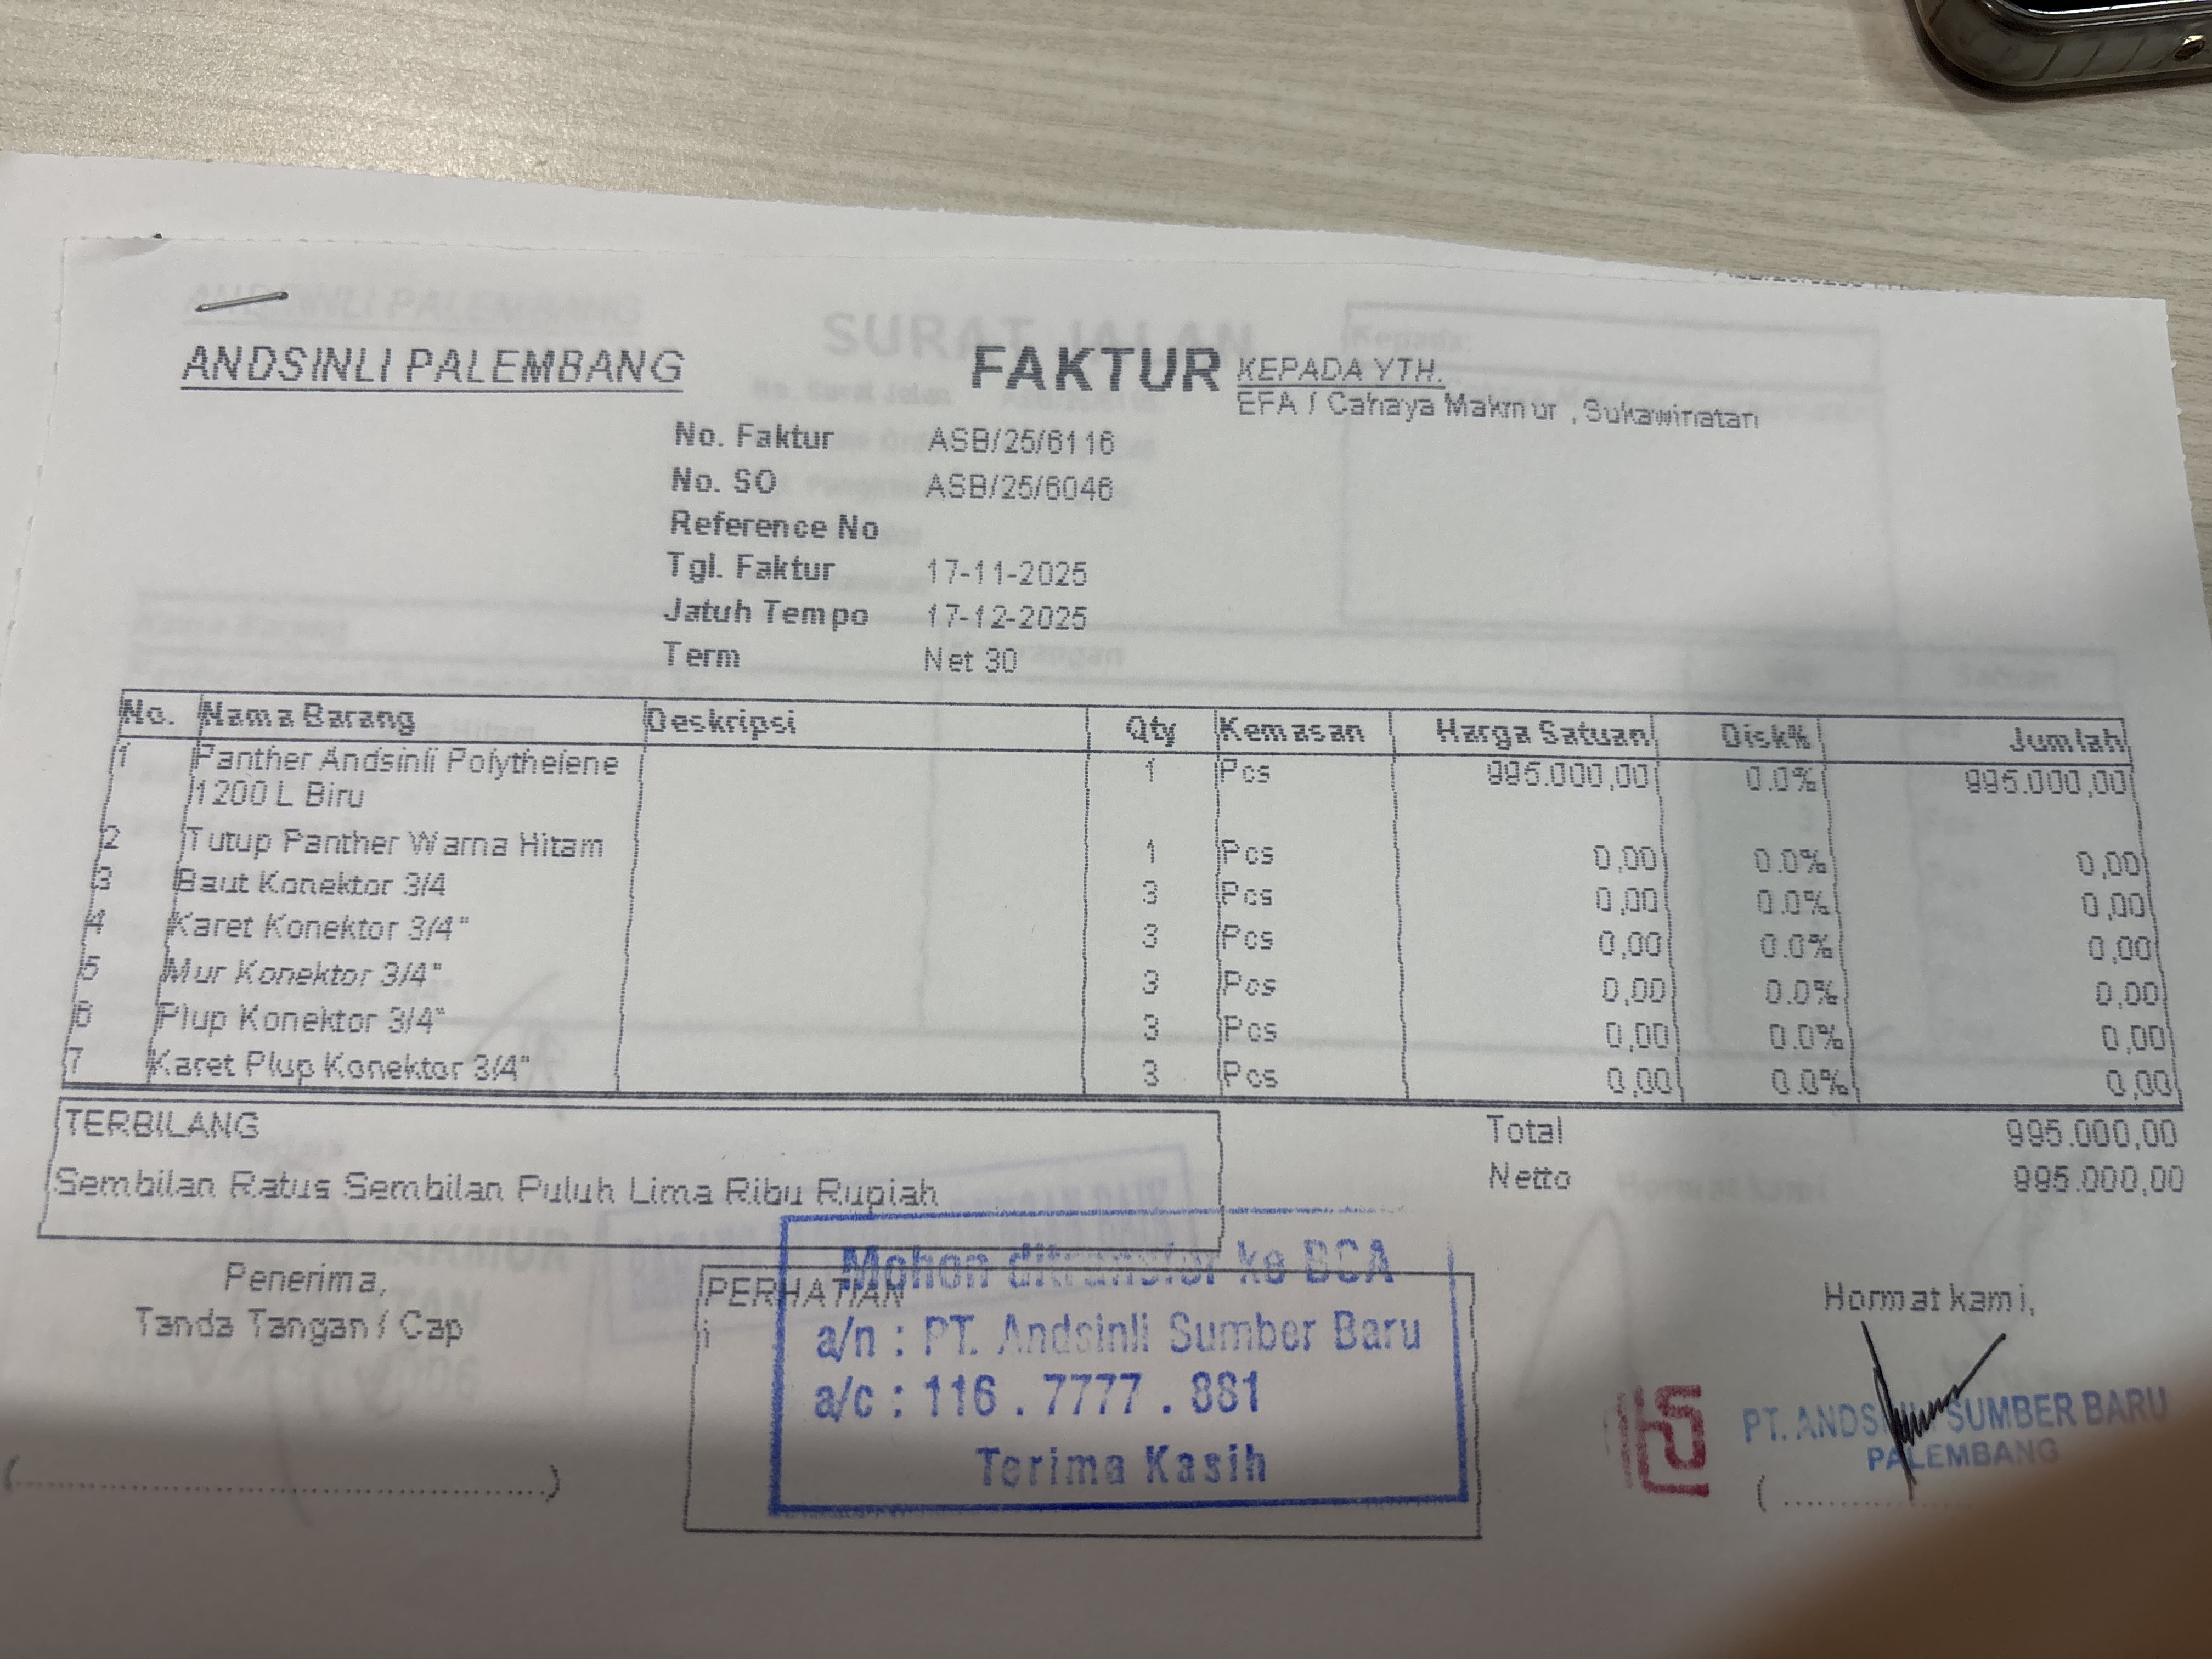 ANDSINLI PALEMBANG
FAKTUR
KEPADA YTH.
EFA / Cahaya Makmur , Sukawinatan
No. Faktur ASB/25/6116
No. SO ASB/25/6046
Reference No
Tgl. Faktur 17-11-2025
Jatuh Tempo 17-12-2025
Term Net 30
No. Nama Barang Deskripsi Qty Kemasan Harga Satuan Disk% Jumlah
1 Panther Andsinli Polythelene 1 Pcs 995.000,00 0.0% 995.000,00
1200 L Biru
2 Tutup Panther Warna Hitam 1 Pcs 0,00 0.0% 0,00
3 Baut Konektor 3/4 3 Pcs 0,00 0.0% 0,00
4 Karet Konektor 3/4" 3 Pcs 0,00 0.0% 0,00
5 Mur Konektor 3/4" 3 Pcs 0,00 0.0% 0,00
6 Plup Konektor 3/4" 3 Pcs 0,00 0.0% 0,00
7 Karet Plup Konektor 3/4" 3 Pcs 0,00 0.0% 0,00
TERBILANG
Sembilan Ratus Sembilan Puluh Lima Ribu Rupiah
Total 995.000,00
Netto 995.000,00
Penerima,
Tanda Tangan / Cap
PERHATIAN
i
Mohon ditransfer ke BCA
a/n : PT. Andsinli Sumber Baru
a/c : 116 . 7777 . 881
Terima Kasih
Hormat kami,
PT. ANDSINLI SUMBER BARU
PALEMBANG